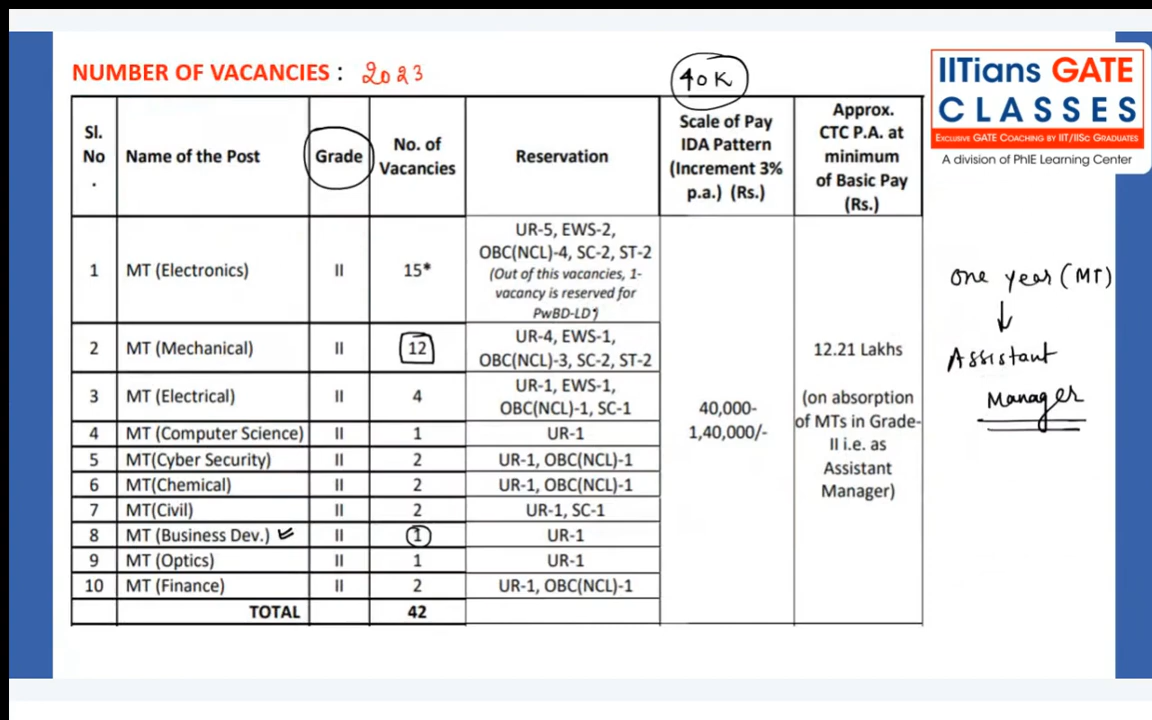 NUMBER OF VACANCIES : 2023
40K
IITians GATE
CLASSES
EXCLUSIVE GATE COACHING BY IIT/IISc GRADUATES
A division of PhIE Learning Center
Sl. No . Name of the Post Grade No. of Vacancies Reservation Scale of Pay IDA Pattern (Increment 3% p.a.) (Rs.) Approx. CTC P.A. at minimum of Basic Pay (Rs.)
1 MT (Electronics) II 15* UR-5, EWS-2,
OBC(NCL)-4, SC-2, ST-2
(Out of this vacancies, 1-
vacancy is reserved for
PwBD-LD)
2 MT (Mechanical) II 12 UR-4, EWS-1,
OBC(NCL)-3, SC-2, ST-2
3 MT (Electrical) II 4 UR-1, EWS-1,
OBC(NCL)-1, SC-1
4 MT (Computer Science) II 1 UR-1
5 MT(Cyber Security) II 2 UR-1, OBC(NCL)-1
6 MT(Chemical) II 2 UR-1, OBC(NCL)-1
7 MT(Civil) II 2 UR-1, SC-1
8 MT (Business Dev.) II 1 UR-1
9 MT (Optics) II 1 UR-1
10 MT (Finance) II 2 UR-1, OBC(NCL)-1
TOTAL 42
40,000-
1,40,000/-
12.21 Lakhs
(on absorption
of MTs in Grade-
II i.e. as
Assistant
Manager)
One year (MT)
Assistant
Manager